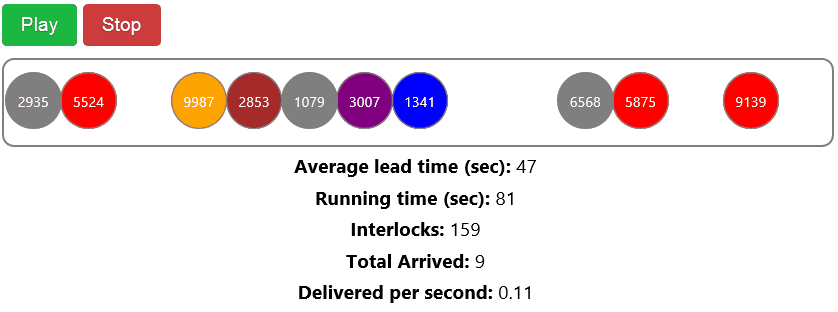 Play Stop
2935 5524 9987 2853 1079 3007 1341 6568 5875 9139
Average lead time (sec): 47
Running time (sec): 81
Interlocks: 159
Total Arrived: 9
Delivered per second: 0.11